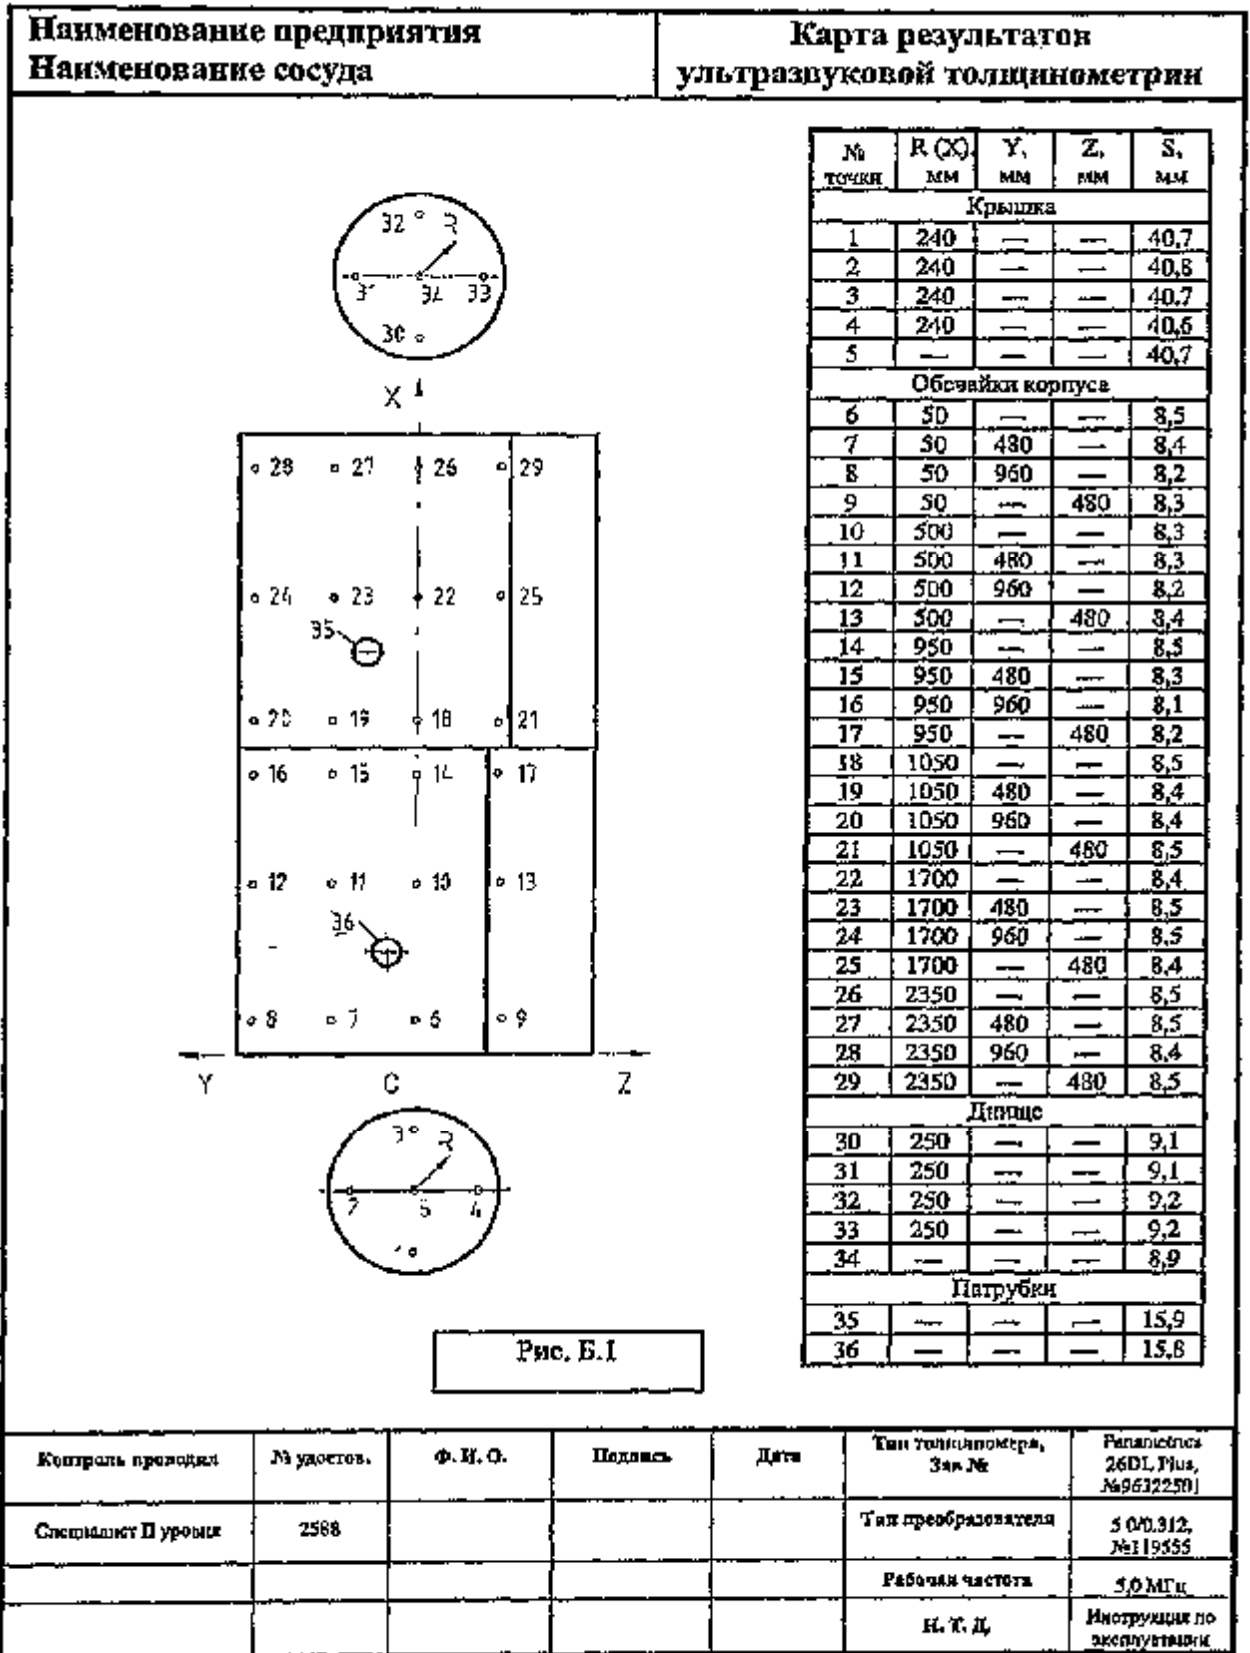 Наименование предприятия
Наименование сосуда
Карта результатов
ультразвуковой толщинометрии
32 R
31 34 33
30
X
28 27 26 29
24 23 22 25
35
20 19 18 21
16 15 14 17
12 11 10 13
36
8 7 6 9
Y C Z
3 R
2 5 4
№ точки R (X), мм Y, мм Z, мм S, мм
Крышка
1 240 — — 40,7
2 240 — — 40,8
3 240 — — 40,7
4 240 — — 40,6
5 — — — 40,7
Обечайки корпуса
6 50 — — 8,5
7 50 480 — 8,4
8 50 960 — 8,2
9 50 — 480 8,3
10 500 — — 8,3
11 500 480 — 8,3
12 500 960 — 8,2
13 500 — 480 8,4
14 950 — — 8,5
15 950 480 — 8,3
16 950 960 — 8,1
17 950 — 480 8,2
18 1050 — — 8,5
19 1050 480 — 8,4
20 1050 960 — 8,4
21 1050 — 480 8,5
22 1700 — — 8,4
23 1700 480 — 8,5
24 1700 960 — 8,5
25 1700 — 480 8,4
26 2350 — — 8,5
27 2350 480 — 8,5
28 2350 960 — 8,4
29 2350 — 480 8,5
Днище
30 250 — — 9,1
31 250 — — 9,1
32 250 — — 9,2
33 250 — — 9,2
34 — — — 8,9
Патрубки
35 — — — 15,9
36 — — — 15,8
Рис. Б.1
Контроль проводил № удостов. Ф. И. О. Подпись Дата Тип толщиномера, Зав № Panametrics 26DL Plus, №96322501
Специалист II уровня 2588 Тип преобразователя 5 0/0.312, №119555
Рабочая частота 5,0 МГц
Н. Т. Д. Инструкция по эксплуатации